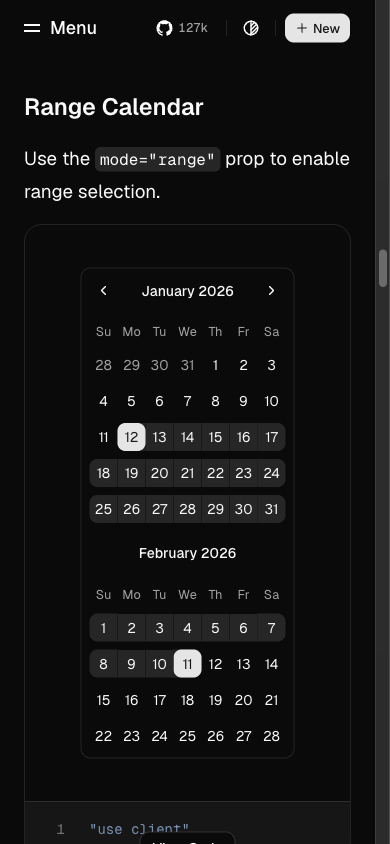 Menu 127k New
Range Calendar
Use the mode="range" prop to enable
range selection.
January 2026
Su Mo Tu We Th Fr Sa
28 29 30 31 1 2 3
4 5 6 7 8 9 10
11 12 13 14 15 16 17
18 19 20 21 22 23 24
25 26 27 28 29 30 31
February 2026
Su Mo Tu We Th Fr Sa
1 2 3 4 5 6 7
8 9 10 11 12 13 14
15 16 17 18 19 20 21
22 23 24 25 26 27 28
1 "use client"